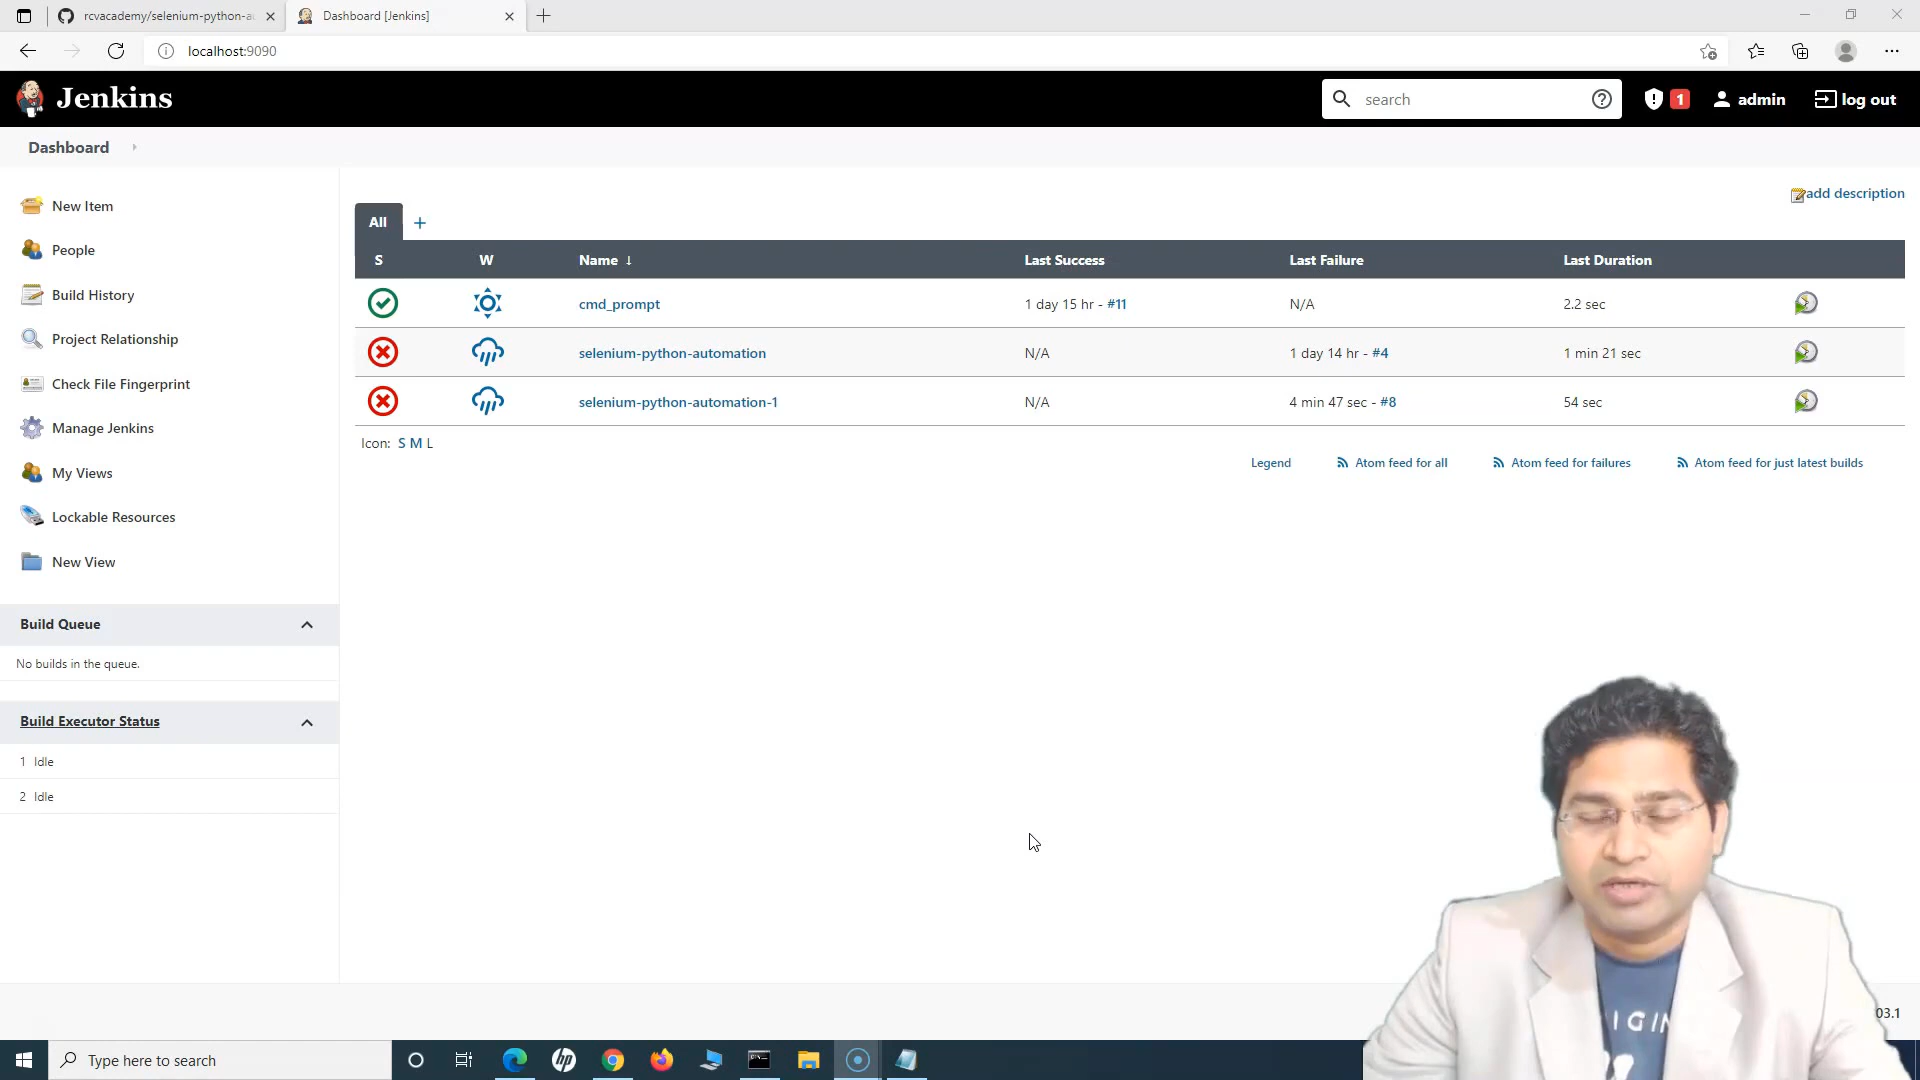 rcvacademy/selenium-python-au
Dashboard [Jenkins]
localhost:9090
Jenkins
search
1
admin
log out
Dashboard
New Item
People
Build History
Project Relationship
Check File Fingerprint
Manage Jenkins
My Views
Lockable Resources
New View
Build Queue
No builds in the queue.
Build Executor Status
1 Idle
2 Idle
add description
All +
S W Name ↓ Last Success Last Failure Last Duration
cmd_prompt 1 day 15 hr - #11 N/A 2.2 sec
selenium-python-automation N/A 1 day 14 hr - #4 1 min 21 sec
selenium-python-automation-1 N/A 4 min 47 sec - #8 54 sec
Icon: S M L
Legend Atom feed for all Atom feed for failures Atom feed for just latest builds
03.1
IGIN
Type here to search
hp